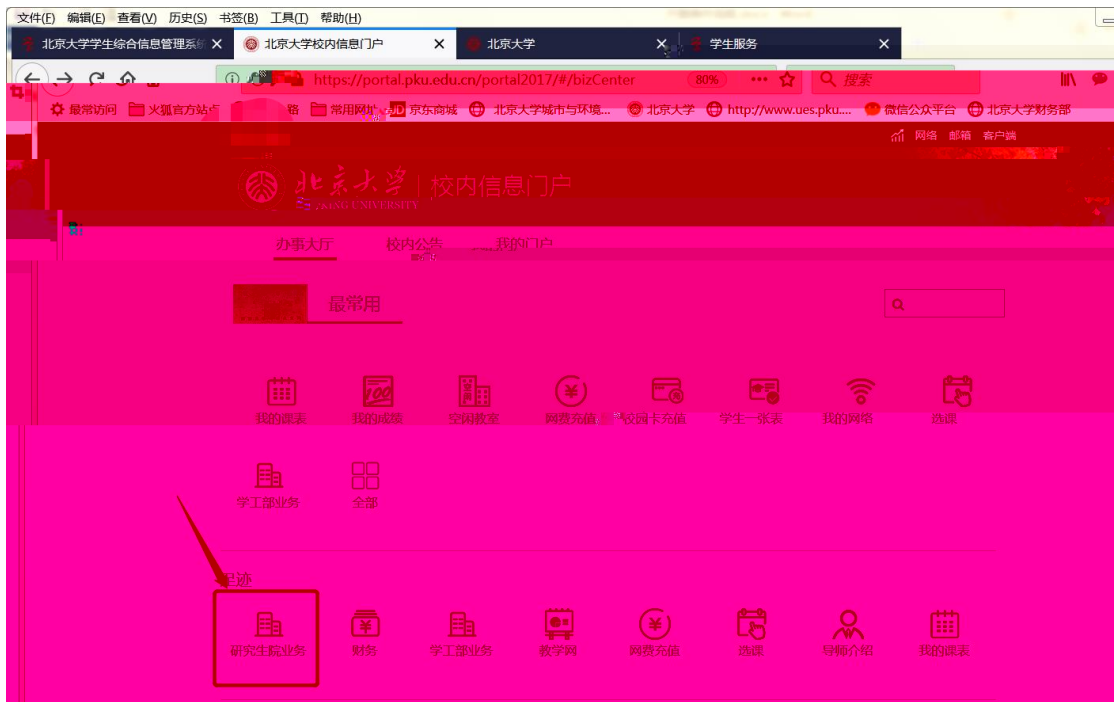 文件(F) 编辑(E) 查看(V) 历史(S) 书签(B) 工具(T) 帮助(H)
北京大学学生综合信息管理系统 北京大学校内信息门户 北京大学 学生服务
https://portal.pku.edu.cn/portal2017/#/bizCenter 80% 搜索
最常访问 火狐官方站点 路 常用网址 JD 京东商城 北京大学城市与环境... 北京大学 http://www.ues.pku.... 微信公众平台 北京大学财务部
网络 邮箱 客户端
北京大学 校内信息门户
PEKING UNIVERSITY
办事大厅 校内公告 我的门户
最常用
我的课表 我的成绩 空闲教室 网费充值 校园卡充值 学生一张表 我的网络 选课
学工部业务 全部
足迹
研究生院业务 财务 学工部业务 教学网 网费充值 选课 导师介绍 我的课表